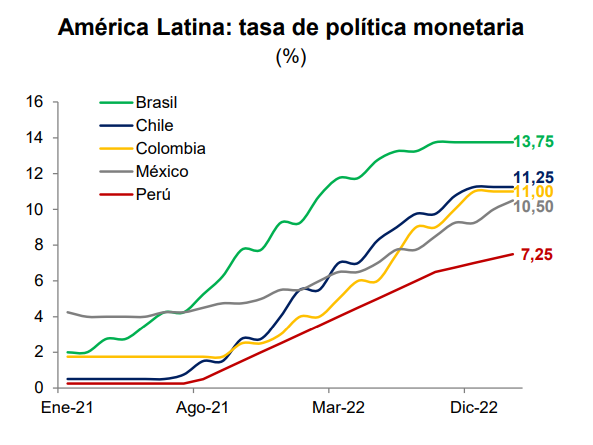 América Latina: tasa de política monetaria
(%)
16
14
12
10
8
6
4
2
0
Brasil
Chile
Colombia
México
Perú
13,75
11,25
11,00
10,50
7,25
Ene-21
Ago-21
Mar-22
Dic-22